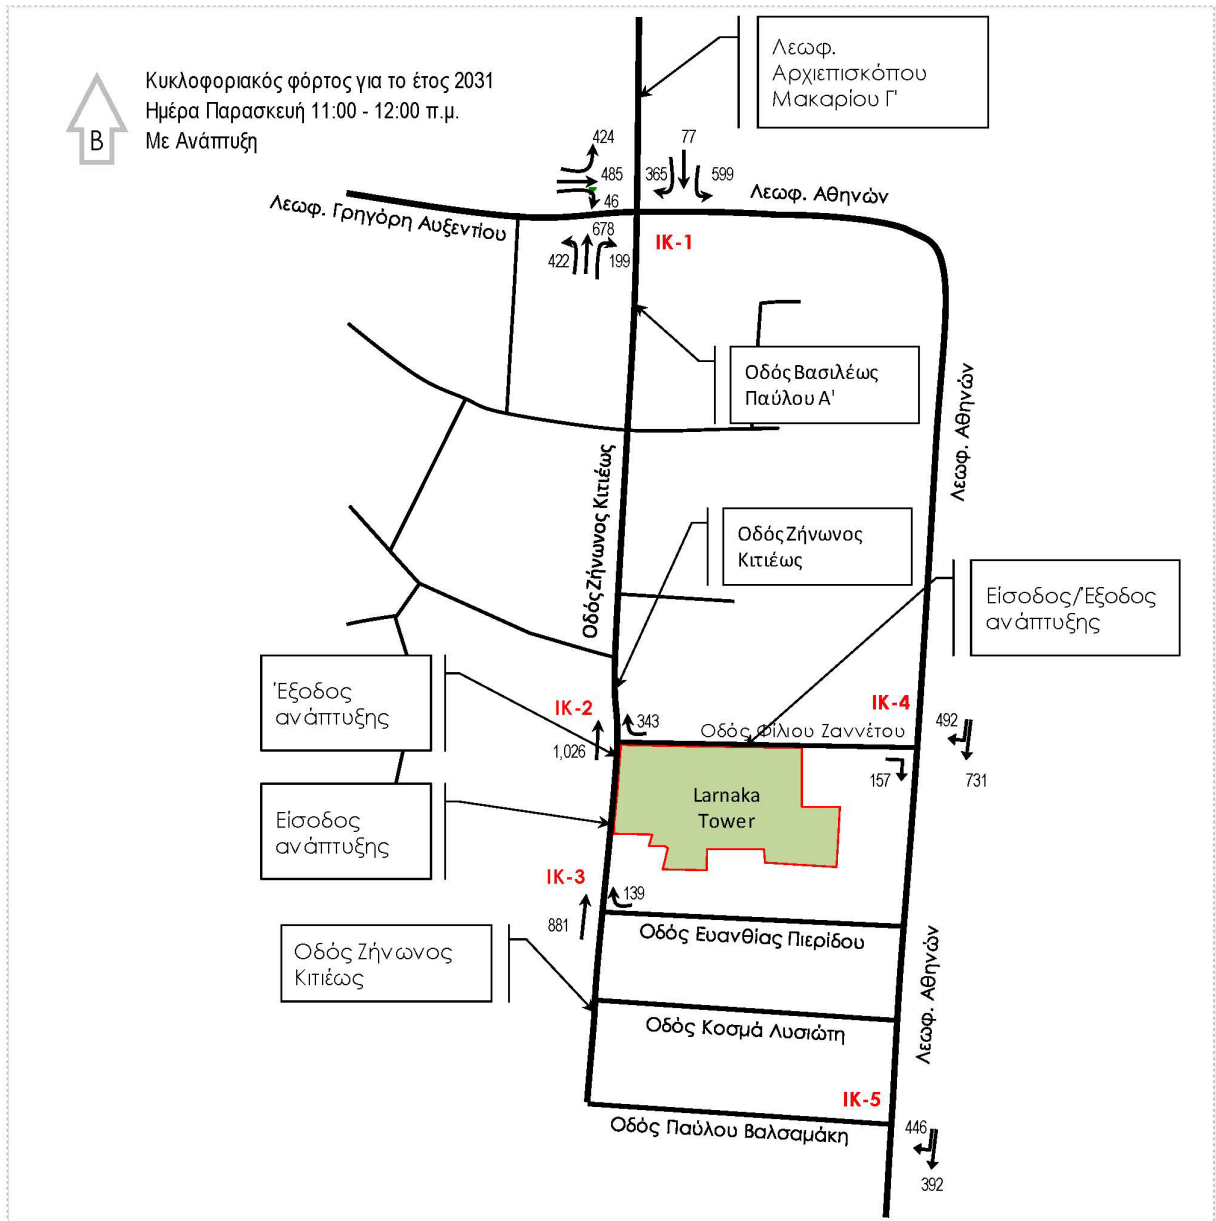 Κυκλοφοριακός φόρτος για το έτος 2031
Ημέρα Παρασκευή 11:00 - 12:00 π.μ.
Με Ανάπτυξη
Β
Λεωφ.
Αρχιεπισκόπου
Μακαρίου Γ'
424
485
46
365
77
599
Λεωφ. Αθηνών
Λεωφ. Γρηγόρη Αυξεντίου
678
422
199
ΙΚ-1
Οδός Βασιλέως
Παύλου Α'
Λεωφ. Αθηνών
Οδός Ζήνωνος Κιτιέως
Οδός Ζήνωνος
Κιτιέως
Είσοδος/Έξοδος
ανάπτυξης
Έξοδος
ανάπτυξης
ΙΚ-2
343
1,026
Οδός Φίλιου Ζαννέτου
ΙΚ-4
492
731
157
Larnaka
Tower
Είσοδος
ανάπτυξης
ΙΚ-3
139
881
Οδός Ευανθίας Πιερίδου
Οδός Ζήνωνος
Κιτιέως
Λεωφ. Αθηνών
Οδός Κοσμά Λυσιώτη
ΙΚ-5
Οδός Παύλου Βαλσαμάκη
446
392